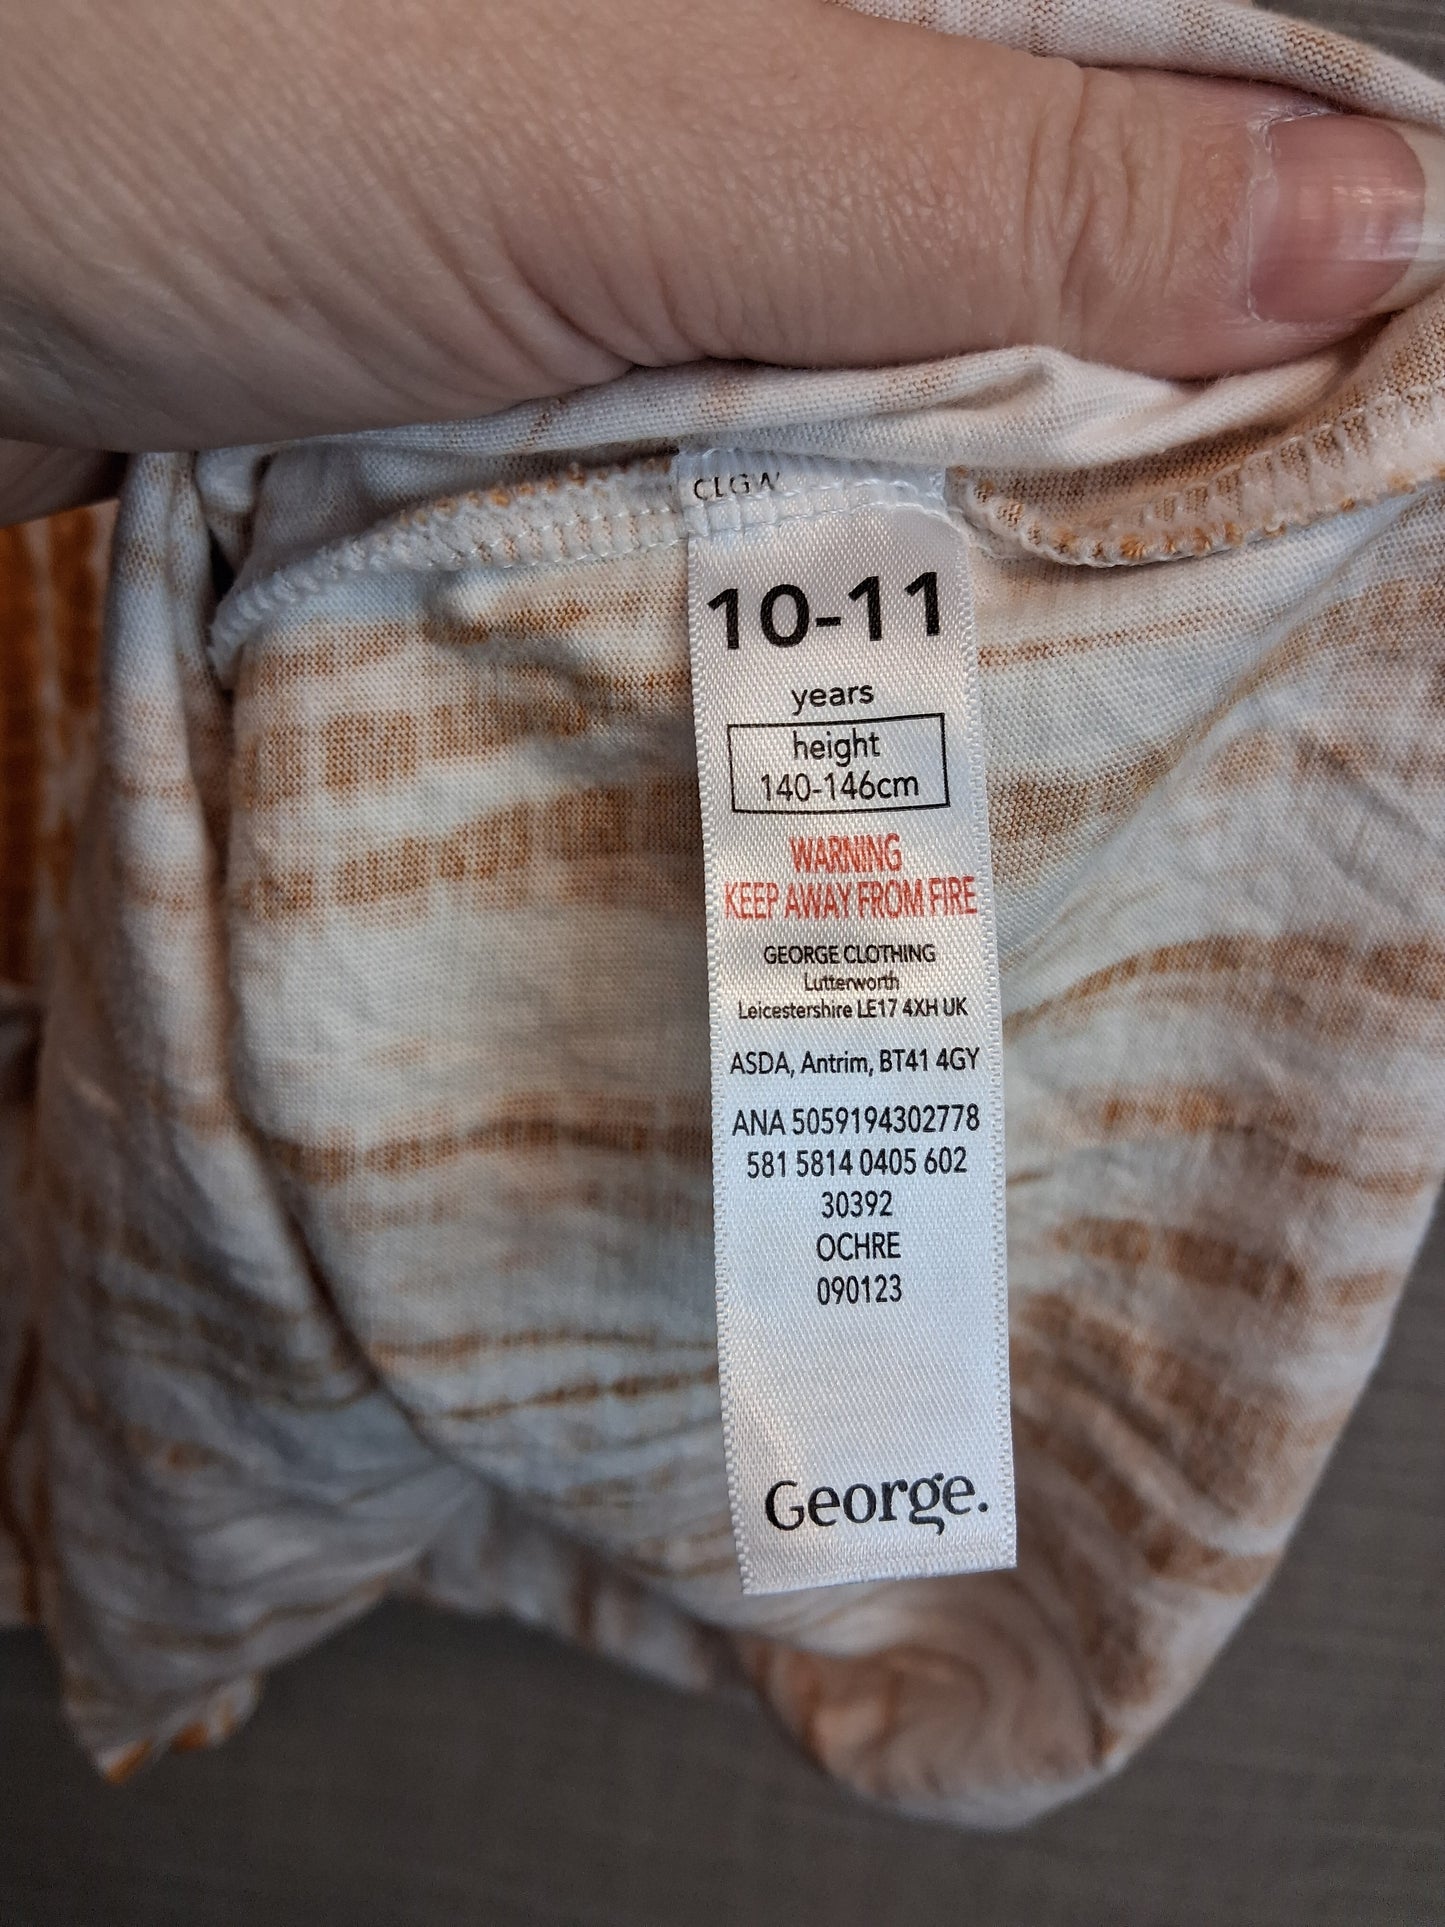 CLGW
10-11
years
height
140-146cm
WARNING
KEEP AWAY FROM FIRE
GEORGE CLOTHING
Lutterworth
Leicestershire LE17 4XH UK
ASDA, Antrim, BT41 4GY
ANA 5059194302778
581 5814 0405 602
30392
OCHRE
090123
George.